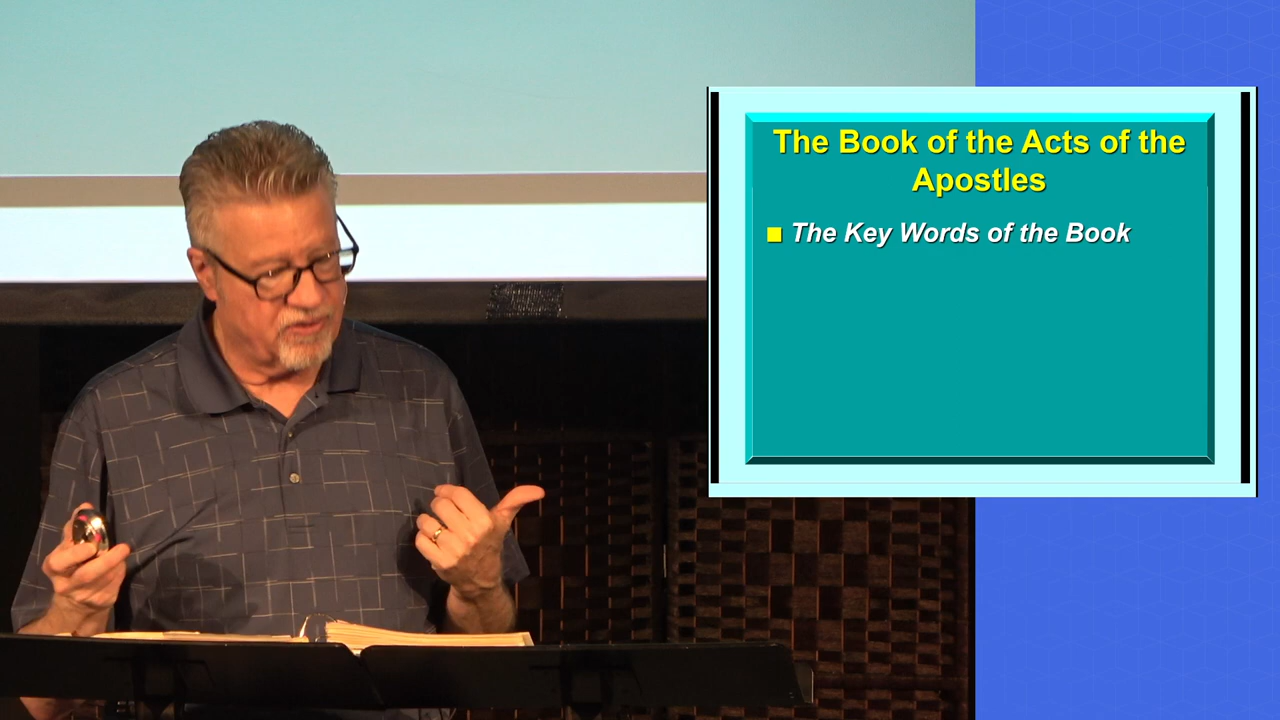 The Book of the Acts of the
Apostles
The Key Words of the Book